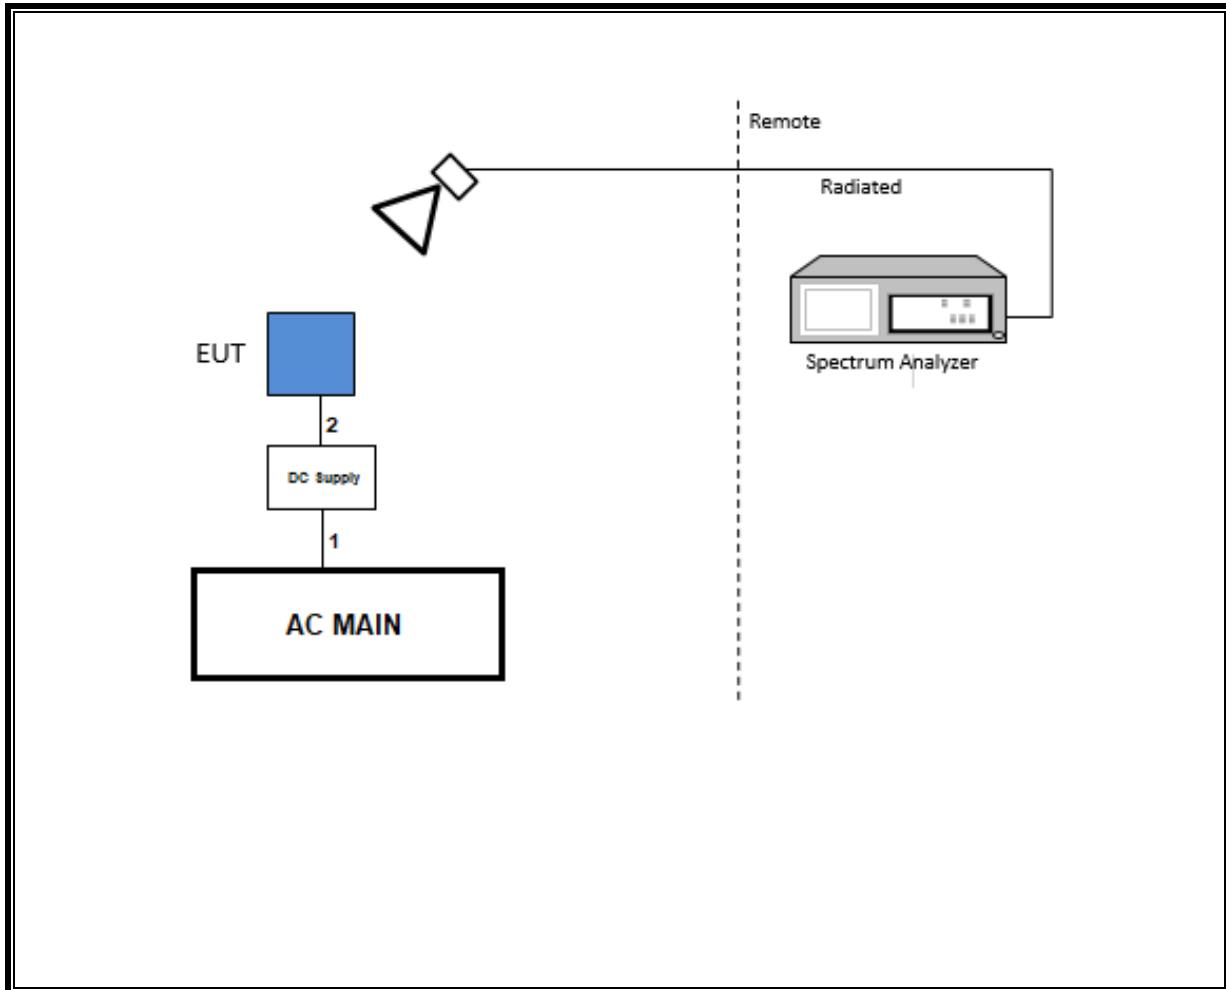 Remote
Radiated
Spectrum Analyzer
EUT
2
DC Supply
1
AC MAIN